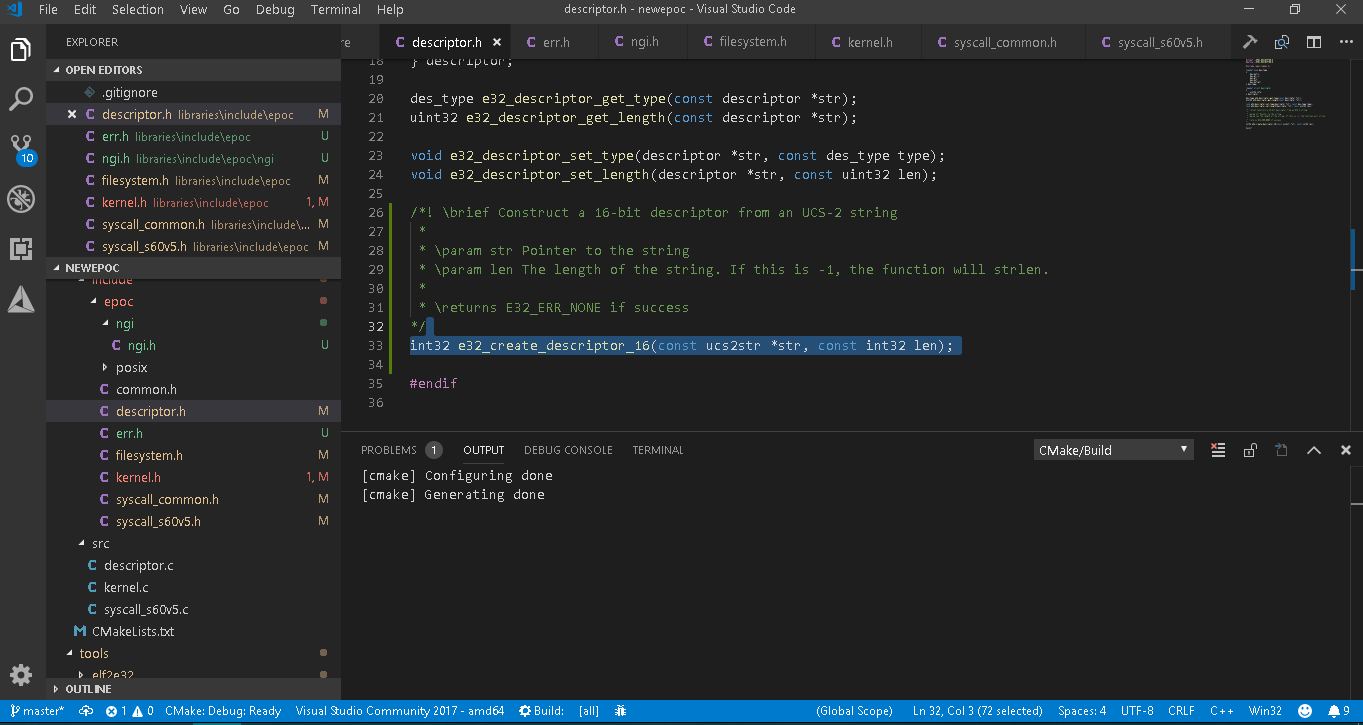 File Edit Selection View Go Debug Terminal Help
descriptor.h - newepoc - Visual Studio Code
EXPLORER
OPEN EDITORS
.gitignore
descriptor.h libraries\include\epoc M
err.h libraries\include\epoc U
ngi.h libraries\include\epoc\ngi U
filesystem.h libraries\include\epoc M
kernel.h libraries\include\epoc 1, M
syscall_common.h libraries\include\... M
syscall_s60v5.h libraries\include\epoc M
10
NEWEPOC
include
epoc
ngi
ngi.h U
posix
common.h
descriptor.h M
err.h U
filesystem.h M
kernel.h 1, M
syscall_common.h M
syscall_s60v5.h M
src
descriptor.c
kernel.c
syscall_s60v5.c
CMakeLists.txt
tools
elf2e32
OUTLINE
re descriptor.h err.h ngi.h filesystem.h kernel.h syscall_common.h syscall_s60v5.h
18 } descriptor;
19
20 des_type e32_descriptor_get_type(const descriptor *str);
21 uint32 e32_descriptor_get_length(const descriptor *str);
22
23 void e32_descriptor_set_type(descriptor *str, const des_type type);
24 void e32_descriptor_set_length(descriptor *str, const uint32 len);
25
26 /*! \brief Construct a 16-bit descriptor from an UCS-2 string
27 *
28 * \param str Pointer to the string
29 * \param len The length of the string. If this is -1, the function will strlen.
30 *
31 * \returns E32_ERR_NONE if success
32 */
33 int32 e32_create_descriptor_16(const ucs2str *str, const int32 len);
34
35 #endif
36
PROBLEMS 1 OUTPUT DEBUG CONSOLE TERMINAL CMake/Build
[cmake] Configuring done
[cmake] Generating done
master* 1 0 CMake: Debug: Ready Visual Studio Community 2017 - amd64 Build: [all] (Global Scope) Ln 32, Col 3 (72 selected) Spaces: 4 UTF-8 CRLF C++ Win32 9